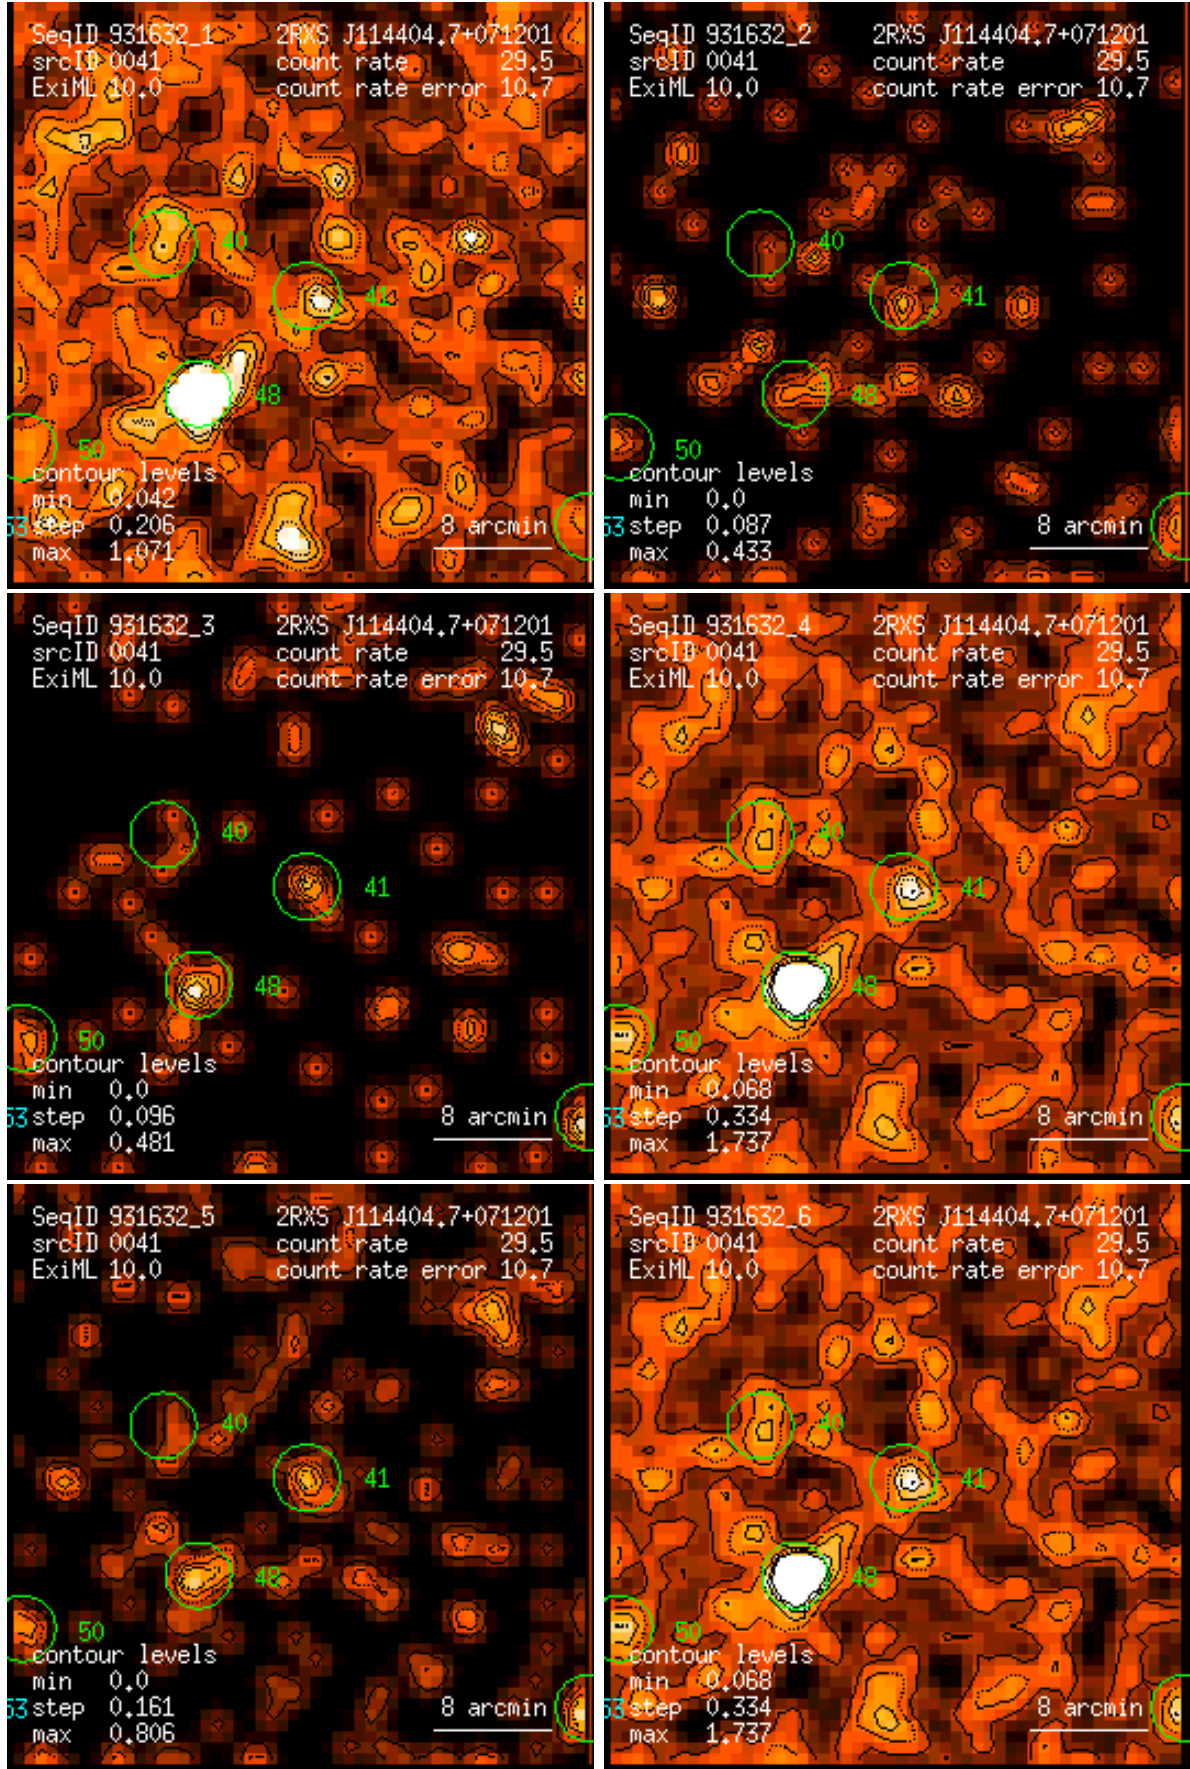 SeqID 931632_1 2RXS J114404.7+071201
srcID 0041 count rate 29.5
ExiML 10.0 count rate error 10.7
40
41
48
50
contour levels
min 0.042
53 step 0.206 8 arcmin
max 1.071
SeqID 931632_2 2RXS J114404.7+071201
srcID 0041 count rate 29.5
ExiML 10.0 count rate error 10.7
40
41
48
50
contour levels
min 0.0
53 step 0.087 8 arcmin
max 0.433
SeqID 931632_3 2RXS J114404.7+071201
srcID 0041 count rate 29.5
ExiML 10.0 count rate error 10.7
40
41
48
50
contour levels
min 0.0
53 step 0.096 8 arcmin
max 0.481
SeqID 931632_4 2RXS J114404.7+071201
srcID 0041 count rate 29.5
ExiML 10.0 count rate error 10.7
40
41
48
50
contour levels
min 0.068
53 step 0.334 8 arcmin
max 1.737
SeqID 931632_5 2RXS J114404.7+071201
srcID 0041 count rate 29.5
ExiML 10.0 count rate error 10.7
40
41
48
50
contour levels
min 0.0
53 step 0.161 8 arcmin
max 0.806
SeqID 931632_6 2RXS J114404.7+071201
srcID 0041 count rate 29.5
ExiML 10.0 count rate error 10.7
40
41
48
50
contour levels
min 0.068
53 step 0.334 8 arcmin
max 1.737